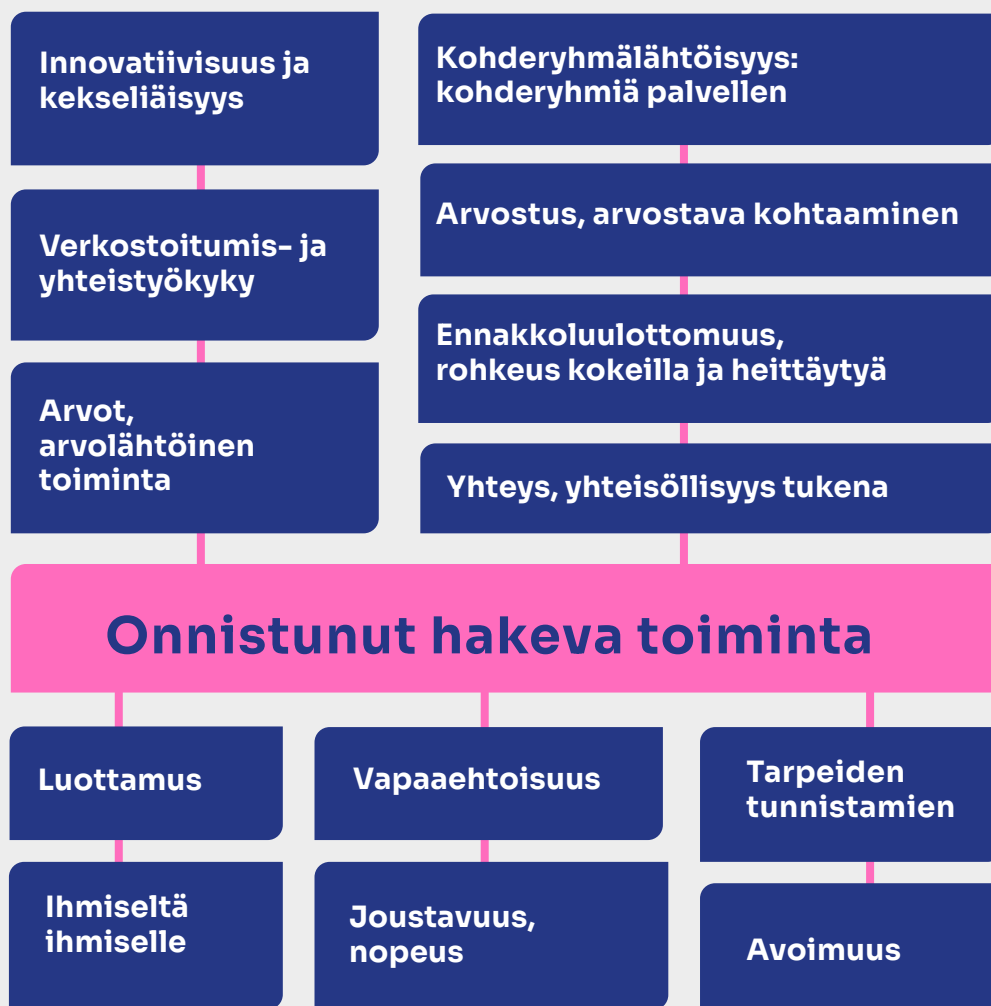 Innovatiivisuus ja
kekseliäisyys
Verkostoitumis- ja
yhteistyökyky
Arvot,
arvolähtöinen
toiminta
Kohderyhmälähtöisyys:
kohderyhmiä palvellen
Arvostus, arvostava kohtaaminen
Ennakkoluulottomuus,
rohkeus kokeilla ja heittäytyä
Yhteys, yhteisöllisyys tukena
Onnistunut hakeva toiminta
Luottamus
Ihmiseltä
ihmiselle
Vapaaehtoisuus
Joustavuus,
nopeus
Tarpeiden
tunnistamien
Avoimuus